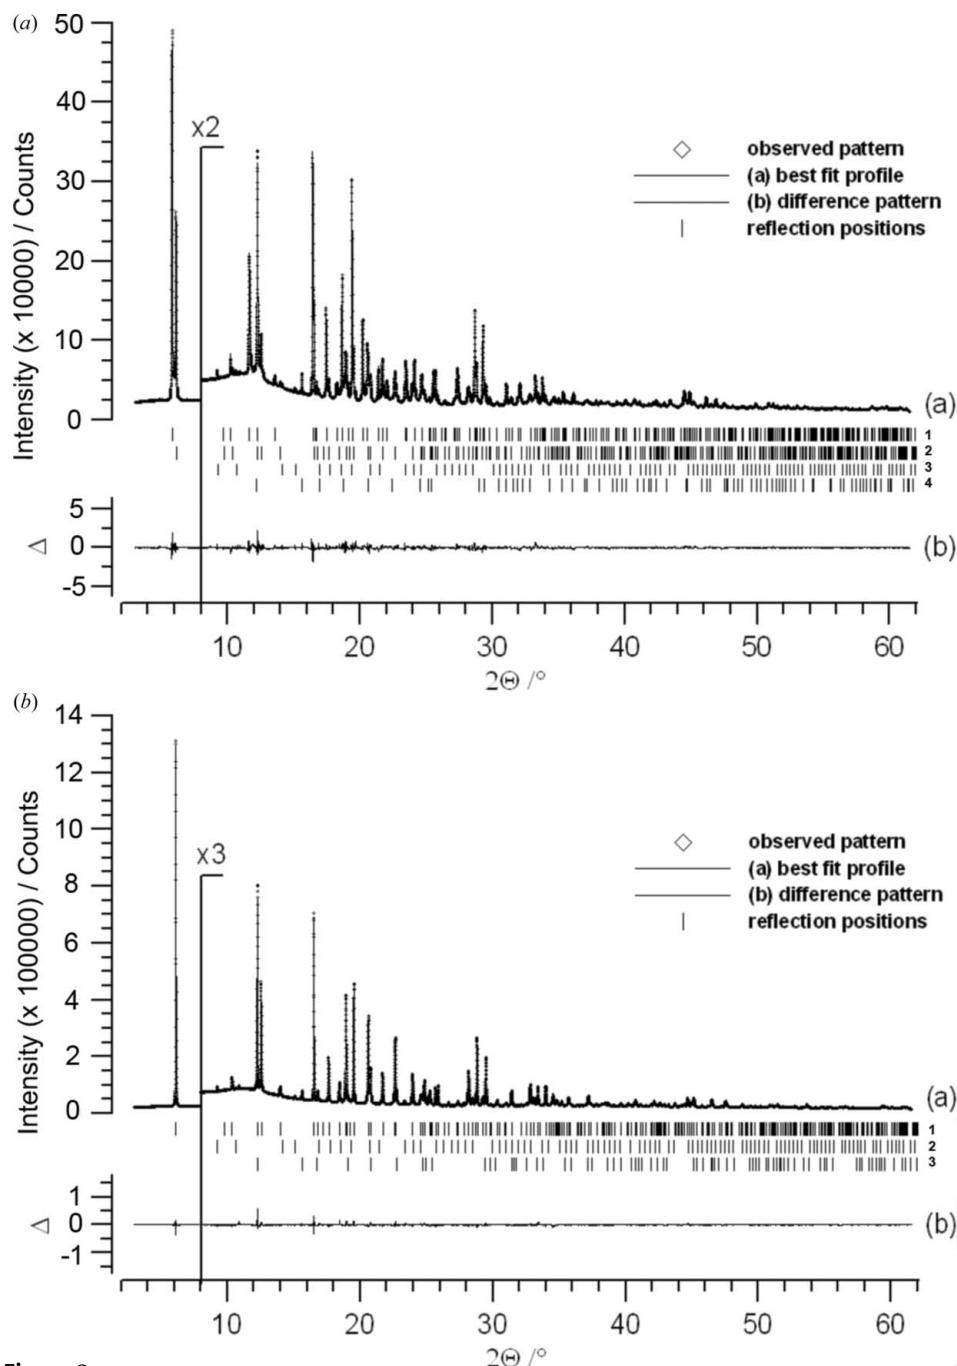 (a)
50
x2
40
observed pattern
(a) best fit profile
(b) difference pattern
reflection positions
30
20
10
0
Intensity (x 10000) / Counts
(a)
1
2
3
4
5
0
-5
Δ
(b)
10 20 30 40 50 60
2Θ /°
(b)
14
12
10
x3
observed pattern
(a) best fit profile
(b) difference pattern
reflection positions
8
6
4
2
0
Intensity (x 100000) / Counts
(a)
1
2
3
1
0
-1
Δ
(b)
10 20 30 40 50 60
2Θ /°